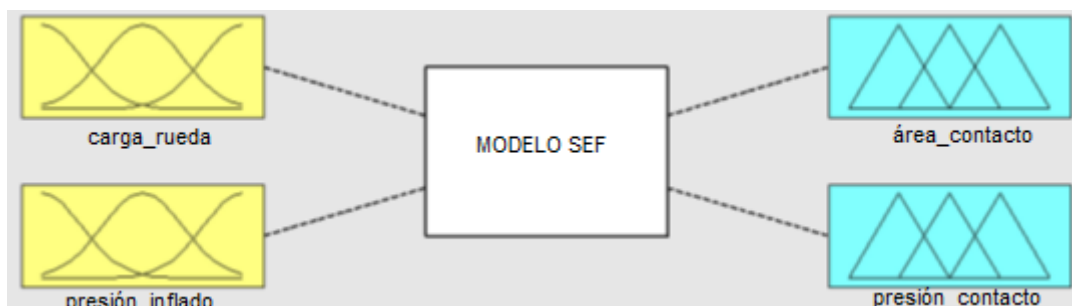 carga_rueda
MODELO SEF
área_contacto
presión_inflado
presión_contacto